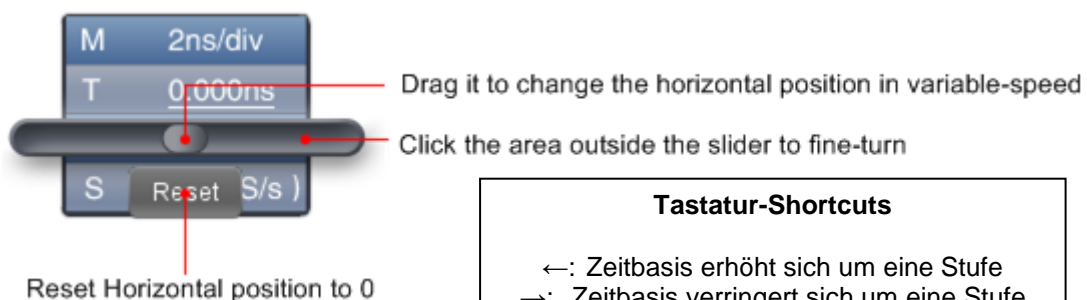 M 2ns/div
T 0.000ns
Drag it to change the horizontal position in variable-speed
Click the area outside the slider to fine-turn
S Reset S/s )
Reset Horizontal position to 0
Tastatur-Shortcuts
←: Zeitbasis erhöht sich um eine Stufe
→: Zeitbasis verringert sich um eine Stufe